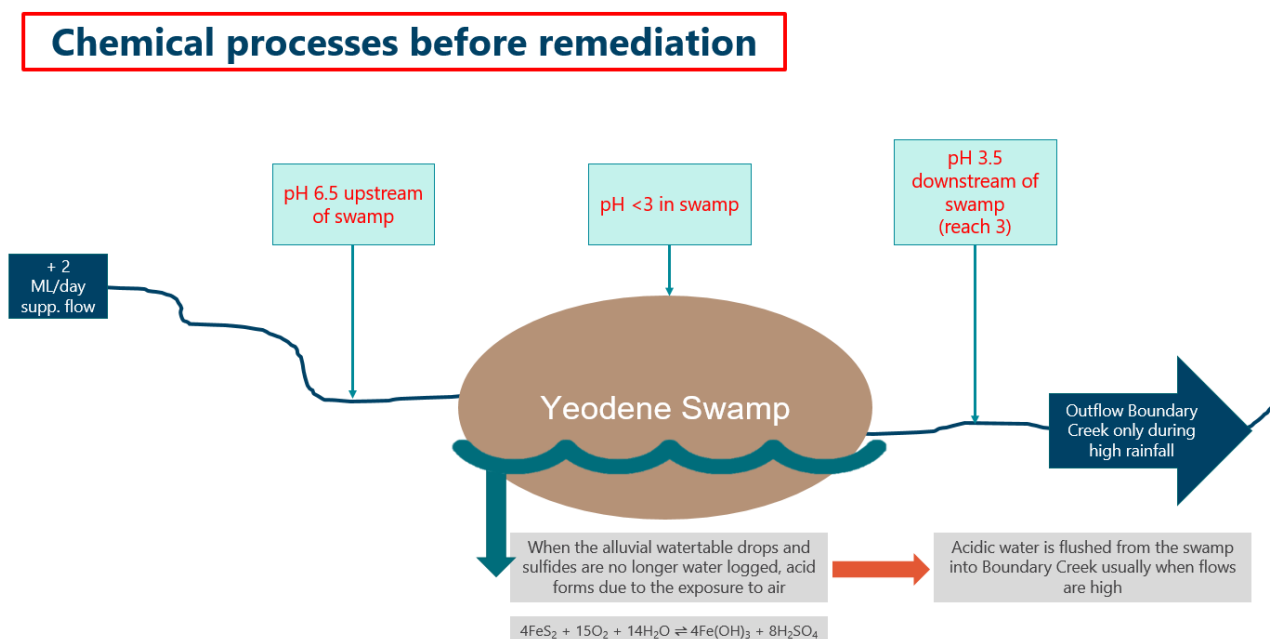 Chemical processes before remediation
pH 6.5 upstream
of swamp
pH <3 in swamp
pH 3.5
downstream of
swamp
(reach 3)
+ 2
ML/day
supp. flow
Yeodene Swamp
Outflow Boundary
Creek only during
high rainfall
When the alluvial watertable drops and
sulfides are no longer water logged, acid
forms due to the exposure to air
Acidic water is flushed from the swamp
into Boundary Creek usually when flows
are high
4FeS₂ + 15O₂ + 14H₂O ⇌ 4Fe(OH)₃ + 8H₂SO₄